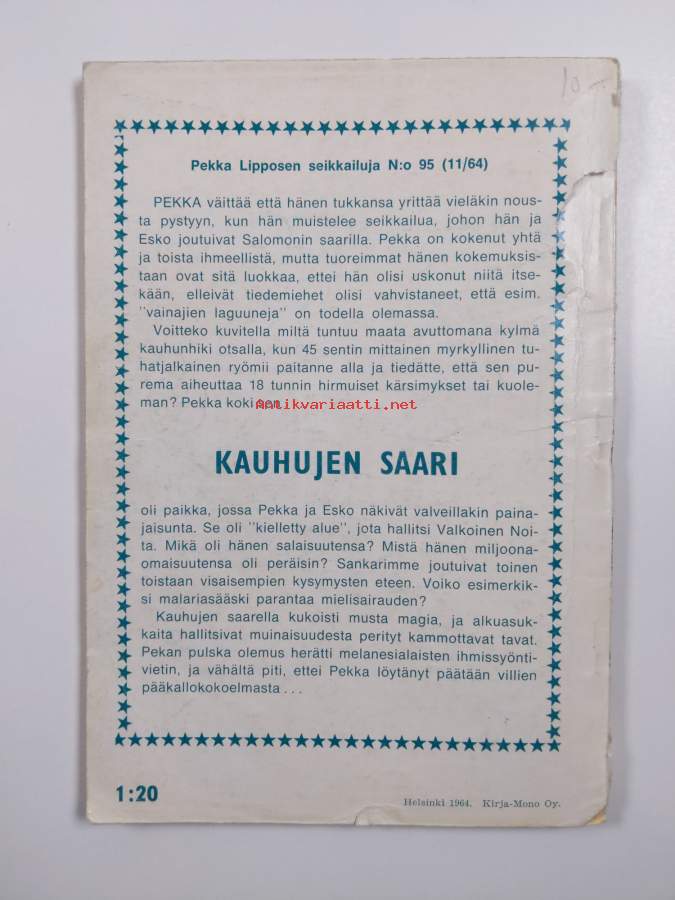 10-
Pekka Lipposen seikkailuja N:o 95 (11/64)
PEKKA väittää että hänen tukkansa yrittää vieläkin nous-
ta pystyyn, kun hän muistelee seikkailua, johon hän ja
Esko joutuivat Salomonin saarilla. Pekka on kokenut yhtä
ja toista ihmeellistä, mutta tuoreimmat hänen kokemuksis-
taan ovat sitä luokkaa, ettei hän olisi uskonut niitä itse-
kään, elleivät tiedemiehet olisi vahvistaneet, että esim.
"vainajien laguuneja" on todella olemassa.
Voitteko kuvitella miltä tuntuu maata avuttomana kylmä
kauhunhiki otsalla, kun 45 sentin mittainen myrkyllinen tu-
hatjalkainen ryömii paitanne alla ja tiedätte, että sen pu-
rema aiheuttaa 18 tunnin hirmuiset kärsimykset tai kuole-
man? Pekka koki sen.
antikvariaatti.net
KAUHUJEN SAARI
oli paikka, jossa Pekka ja Esko näkivät valveillakin paina-
jaisunta. Se oli "kielletty alue", jota hallitsi Valkoinen Noi-
ta. Mikä oli hänen salaisuutensa? Mistä hänen miljoona-
omaisuutensa oli peräisin? Sankarimme joutuivat toinen
toistaan visaisempien kysymysten eteen. Voiko esimerkik-
si malariasääski parantaa mielisairauden?
Kauhujen saarella kukoisti musta magia, ja alkuasuk-
kaita hallitsivat muinaisuudesta perityt kammottavat tavat.
Pekan pulska olemus herätti melanesialaisten ihmissyönti-
vietin, ja vähältä piti, ettei Pekka löytänyt päätään villien
pääkallokokoelmasta...
1:20
Helsinki 1964. Kirja-Mono Oy.